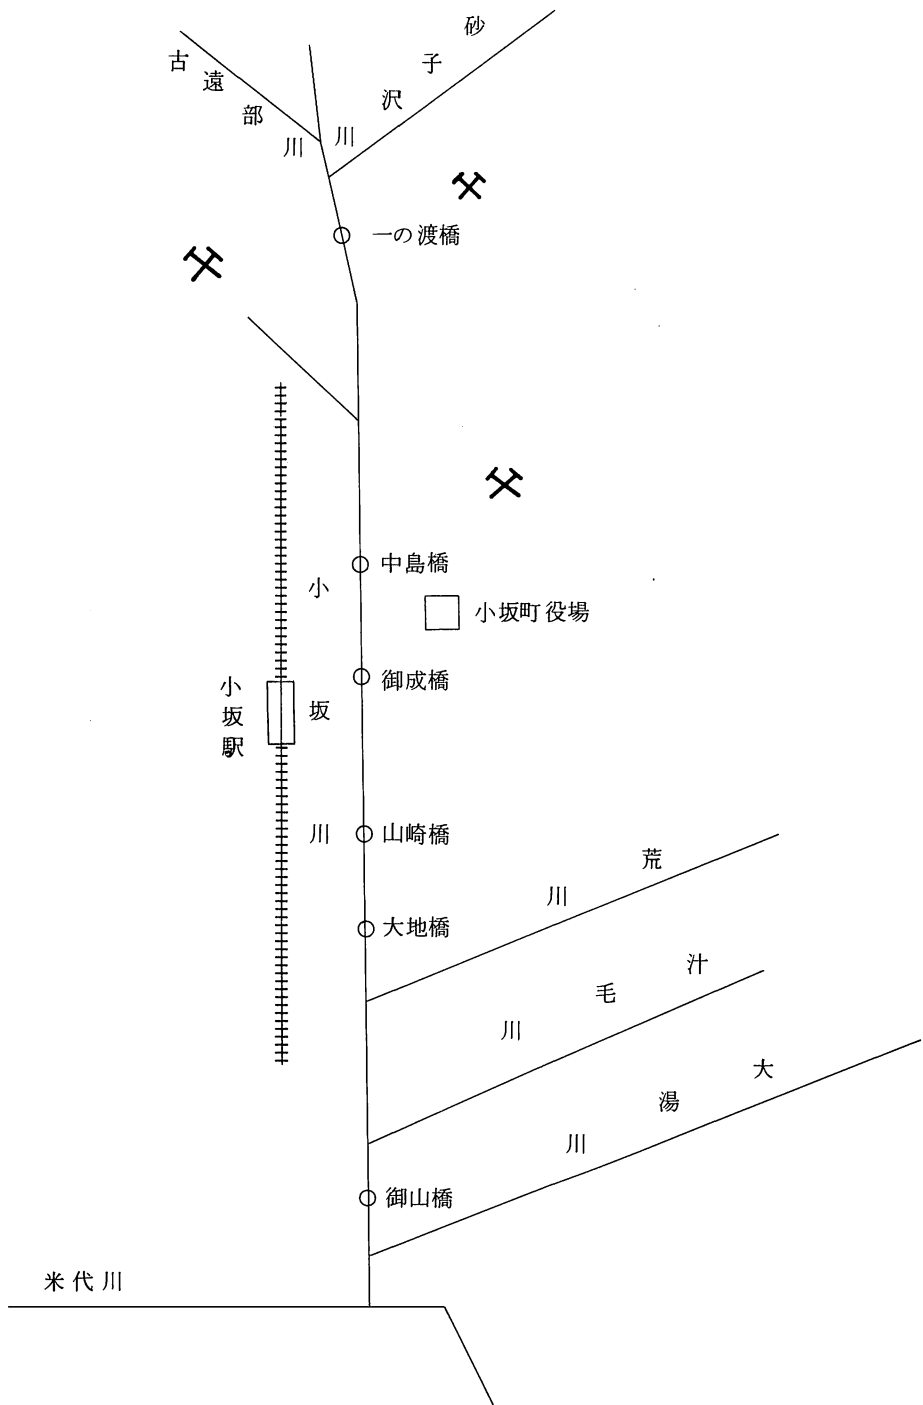 古遠部川
砂子沢川
一の渡橋
中島橋
小坂町役場
御成橋
小坂駅
小坂川
山崎橋
大地橋
荒川
汁毛川
大湯川
御山橋
米代川